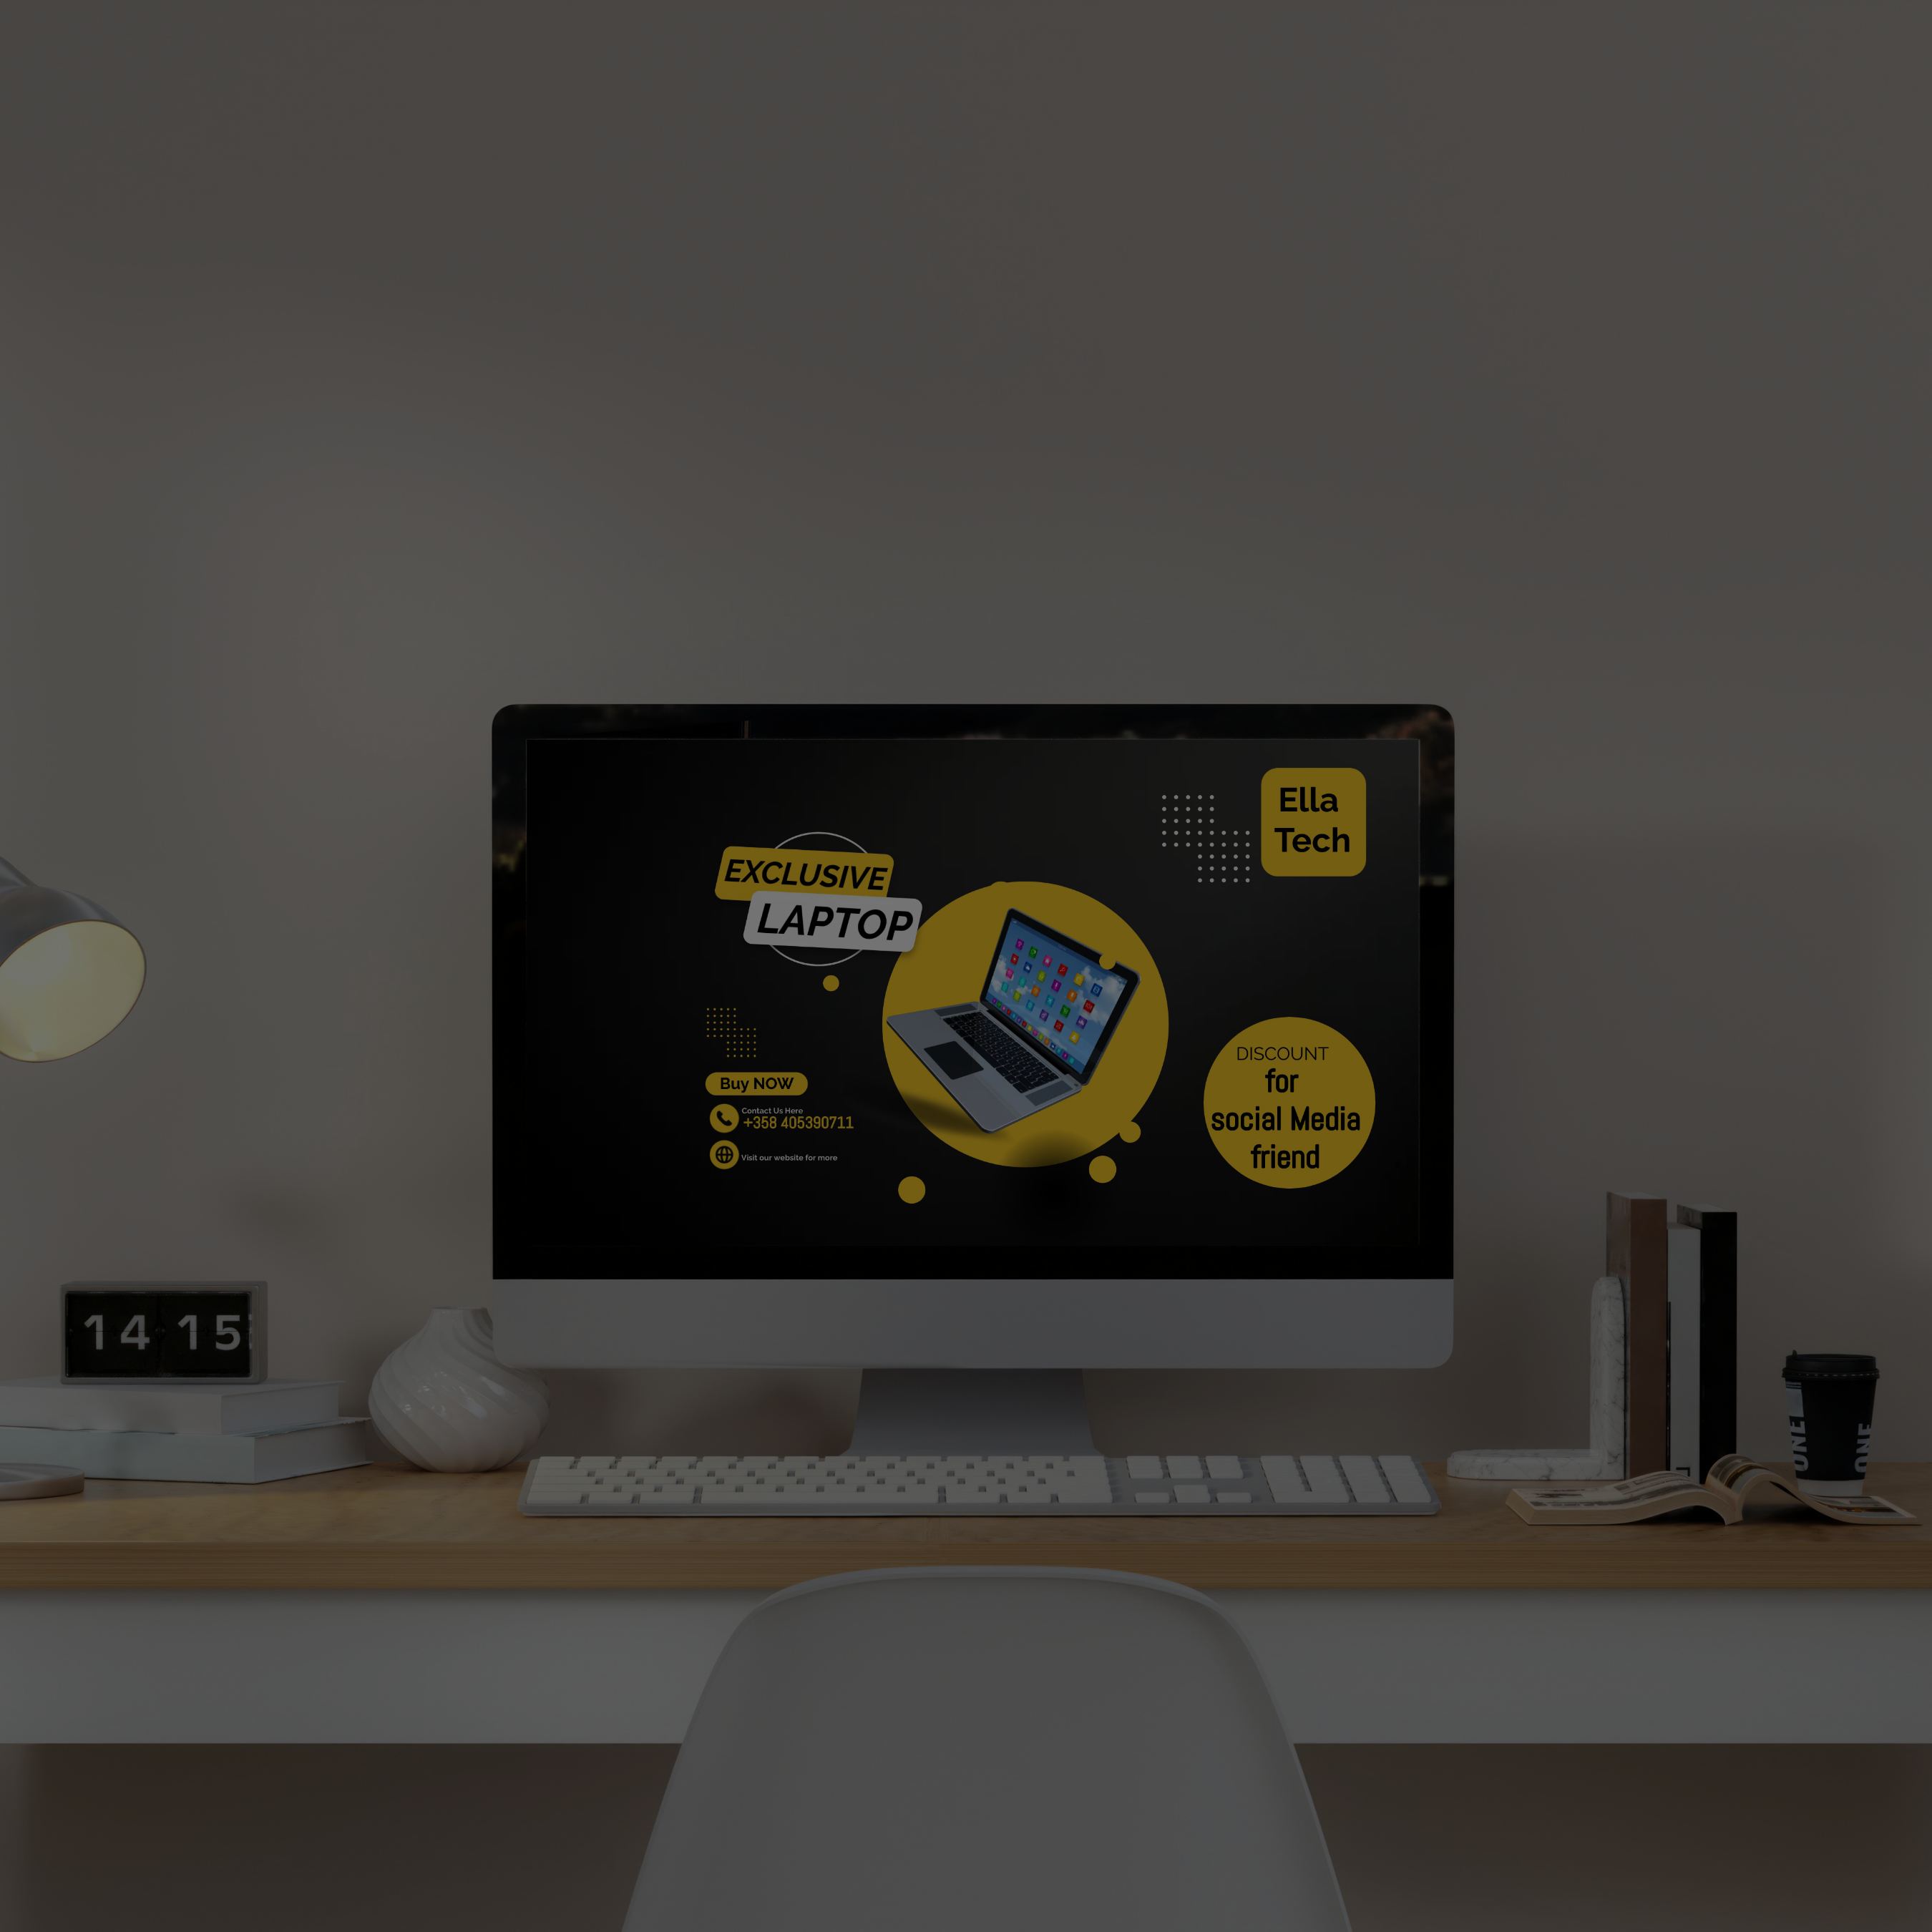 Ella
Tech
EXCLUSIVE
LAPTOP
DISCOUNT
for
social Media
friend
Buy NOW
Contact Us Here
+358 405390711
Visit our website for more
14 15
ONE
ONE